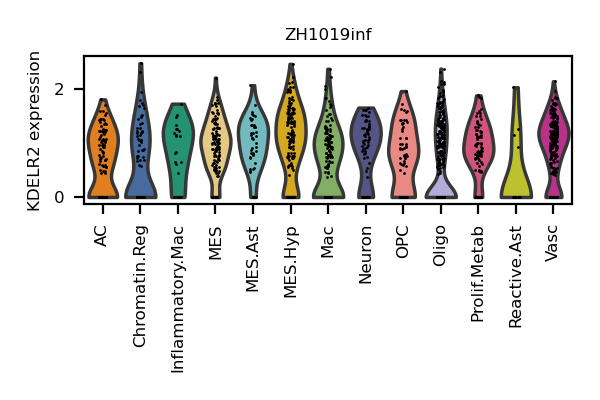 ZH1019inf
KDELR2 expression
2
0
AC
Chromatin.Reg
Inflammatory.Mac
MES
MES.Ast
MES.Hyp
Mac
Neuron
OPC
Oligo
Prolif.Metab
Reactive.Ast
Vasc